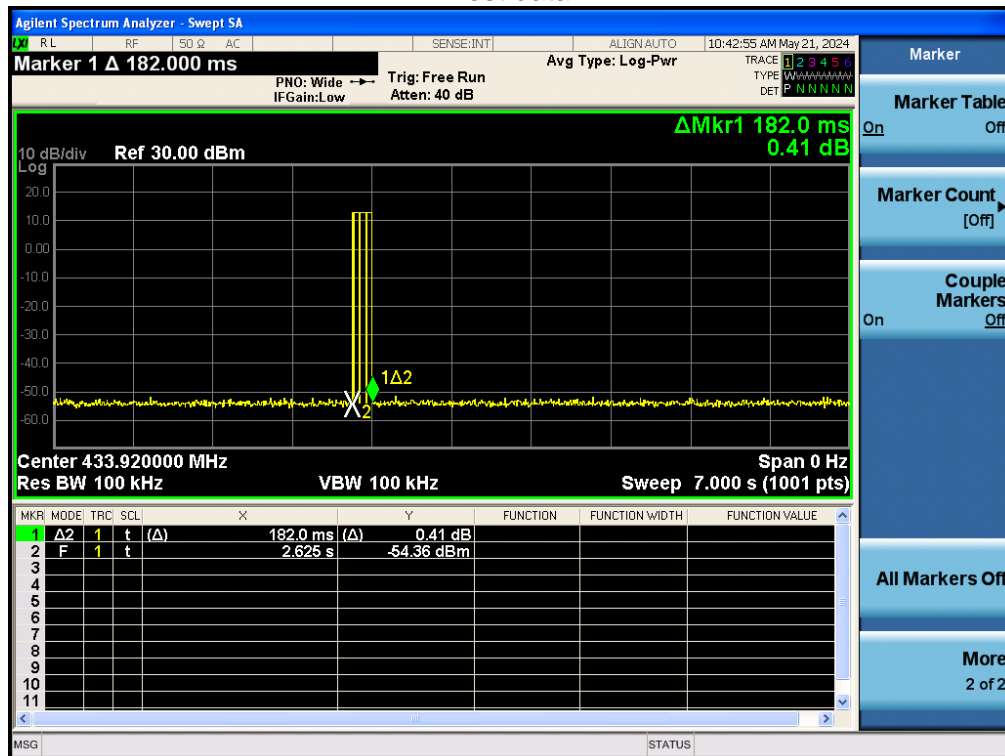 Agilent Spectrum Analyzer - Swept SA
LXI RL RF 50 Ω AC SENSE:INT ALIGN AUTO 10:42:55 AM May 21, 2024
Marker 1 Δ 182.000 ms
PNO: Wide
IFGain:Low
Trig: Free Run
Atten: 40 dB
Avg Type: Log-Pwr
TRACE 1 2 3 4 5 6
TYPE WWWWWW
DET P N N N N N
ΔMkr1 182.0 ms
0.41 dB
10 dB/div Ref 30.00 dBm
Log
20.0
10.0
0.00
-10.0
-20.0
-30.0
-40.0
-50.0
-60.0
1Δ2
2
Center 433.920000 MHz Span 0 Hz
Res BW 100 kHz VBW 100 kHz Sweep 7.000 s (1001 pts)
MKR MODE TRC SCL X Y FUNCTION FUNCTION WIDTH FUNCTION VALUE
1 Δ2 1 t (Δ) 182.0 ms (Δ) 0.41 dB
2 F 1 t 2.625 s -54.36 dBm
3
4
5
6
7
8
9
10
11
MSG STATUS
Marker
Marker Table
On Off
Marker Count
[Off]
Couple
Markers
On Off
All Markers Off
More
2 of 2